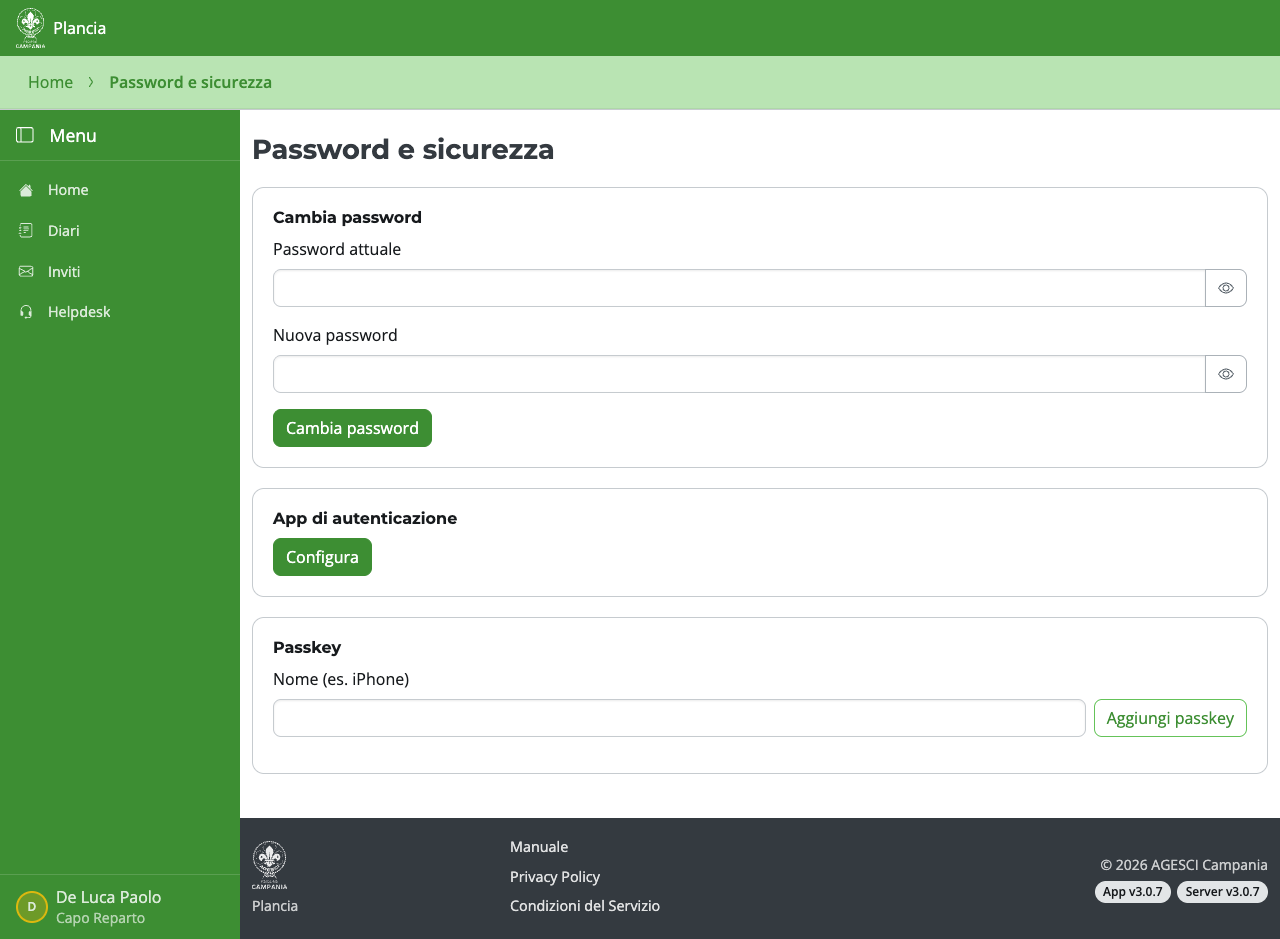 CAMPANIA
Plancia
Home
Password e sicurezza
Menu
Home
Diari
Inviti
Helpdesk
D
De Luca Paolo
Capo Reparto
Password e sicurezza
Cambia password
Password attuale
Nuova password
Cambia password
App di autenticazione
Configura
Passkey
Nome (es. iPhone)
Aggiungi passkey
CAMPANIA
Plancia
Manuale
Privacy Policy
Condizioni del Servizio
© 2026 AGESCI Campania
App v3.0.7
Server v3.0.7